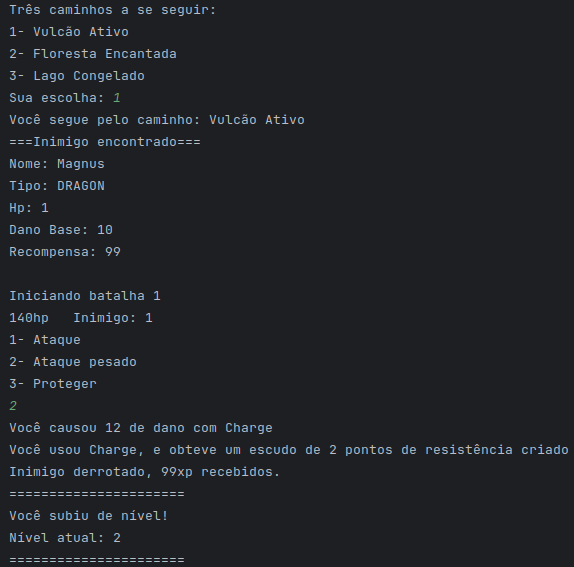 Três caminhos a se seguir:
1- Vulcão Ativo
2- Floresta Encantada
3- Lago Congelado
Sua escolha: 1
Você segue pelo caminho: Vulcão Ativo
===Inimigo encontrado===
Nome: Magnus
Tipo: DRAGON
Hp: 1
Dano Base: 10
Recompensa: 99
Iniciando batalha 1
140hp   Inimigo: 1
1- Ataque
2- Ataque pesado
3- Proteger
2
Você causou 12 de dano com Charge
Você usou Charge, e obteve um escudo de 2 pontos de resistência criado
Inimigo derrotado, 99xp recebidos.
======================
Você subiu de nível!
Nível atual: 2
======================